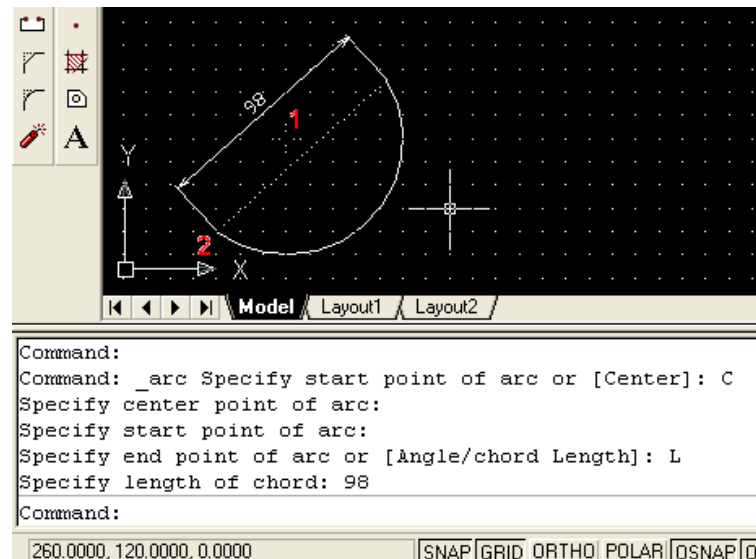 A
98
1
Y
2
X
Model Layout1 Layout2
Command:
Command: _arc Specify start point of arc or [Center]: C
Specify center point of arc:
Specify start point of arc:
Specify end point of arc or [Angle/chord Length]: L
Specify length of chord: 98
Command:
260.0000, 120.0000, 0.0000 SNAP GRID ORTHO POLAR OSNAP